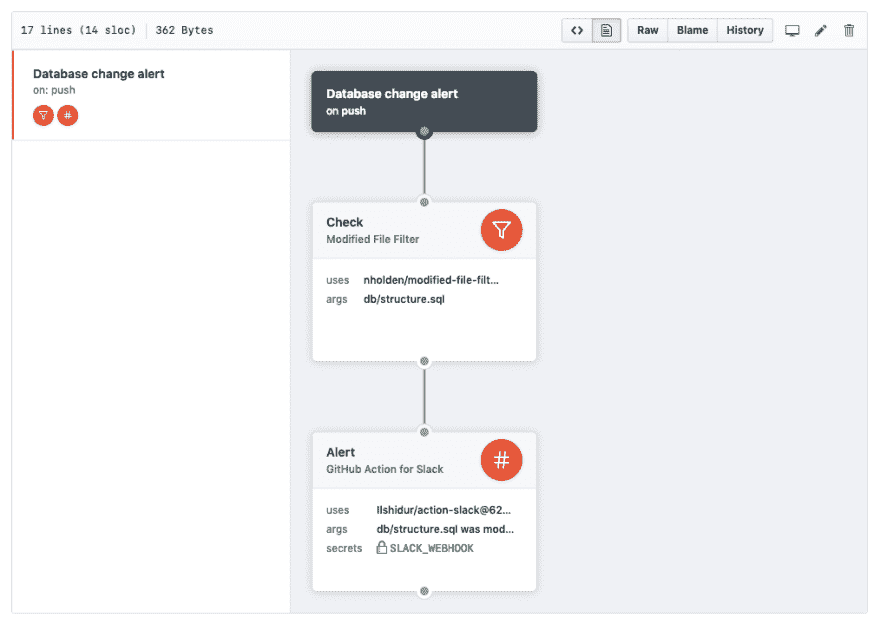 17 lines (14 sloc) 362 Bytes
Raw Blame History
Database change alert
on: push
Database change alert
on push
Check
Modified File Filter
uses nholden/modified-file-filt...
args db/structure.sql
Alert
GitHub Action for Slack
uses Ilshidur/action-slack@62...
args db/structure.sql was mod...
secrets SLACK_WEBHOOK